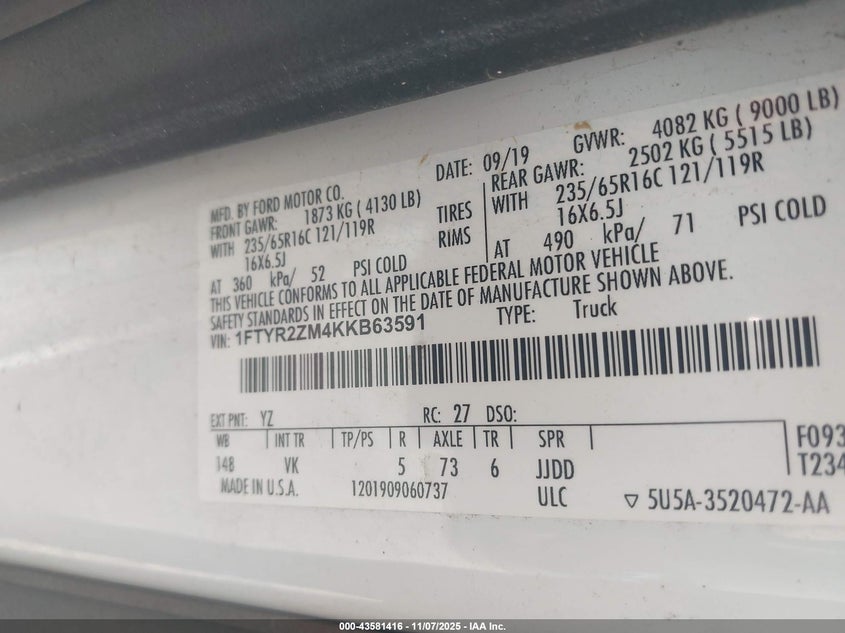 MFD. BY FORD MOTOR CO.
DATE: 09/19
GVWR: 4082 KG ( 9000 LB)
FRONT GAWR: 1873 KG ( 4130 LB)
REAR GAWR: 2502 KG ( 5515 LB)
WITH 235/65R16C 121/119R TIRES
WITH 235/65R16C 121/119R
16X6.5J RIMS
16X6.5J
AT 360 kPa/ 52 PSI COLD
AT 490 kPa/ 71 PSI COLD
THIS VEHICLE CONFORMS TO ALL APPLICABLE FEDERAL MOTOR VEHICLE
SAFETY STANDARDS IN EFFECT ON THE DATE OF MANUFACTURE SHOWN ABOVE.
VIN: 1FTYR2ZM4KKB63591
TYPE: Truck
EXT PNT: YZ RC: 27 DSO:
WB INT TR TP/PS R AXLE TR SPR F093
148 VK 5 73 6 JJDD T234
MADE IN U.S.A. 1201909060737 ULC ▽ 5U5A-3520472-AA
000-43581416 - 11/07/2025 - IAA Inc.